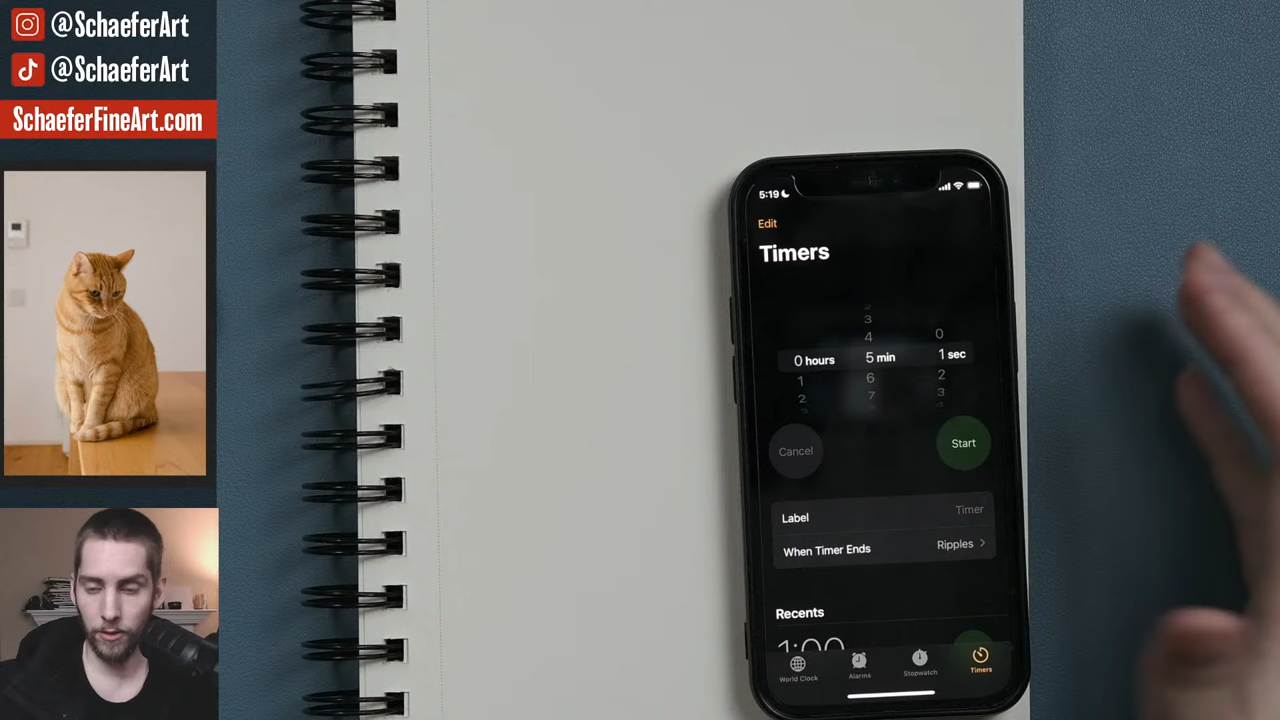 @SchaeferArt
@SchaeferArt
SchaeferFineArt.com
5:19
Edit
Timers
3
4 0
0 hours 5 min 1 sec
1 6 2
2 7 3
Cancel Start
Label Timer
When Timer Ends Ripples
Recents
1:00
World Clock Alarms Stopwatch Timers